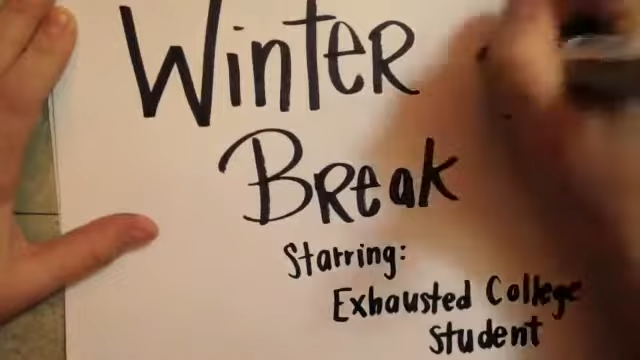 Winter
Break
Starring:
Exhausted College
Student